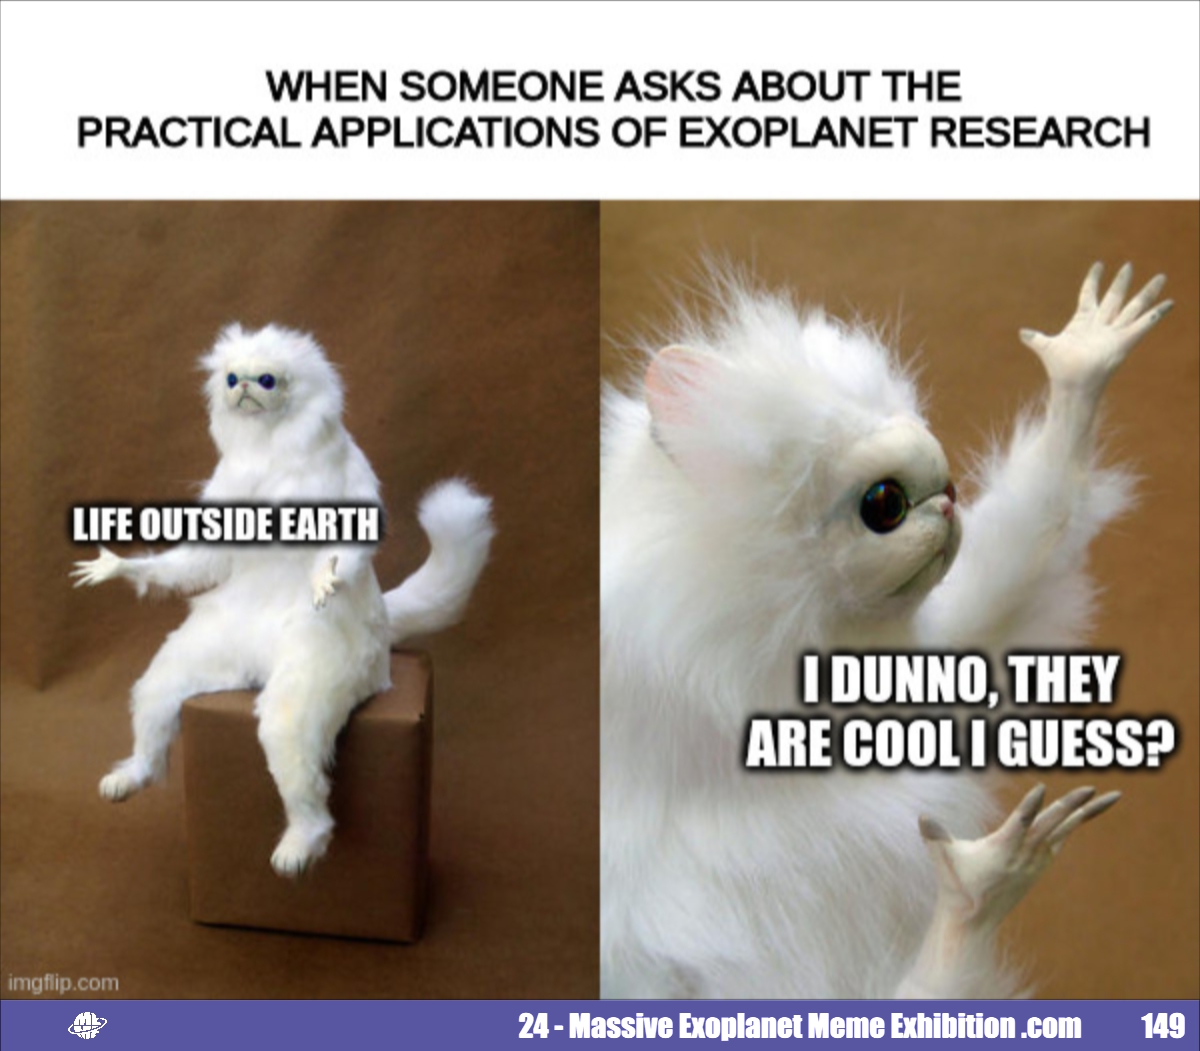 WHEN SOMEONE ASKS ABOUT THE
PRACTICAL APPLICATIONS OF EXOPLANET RESEARCH
LIFE OUTSIDE EARTH
I DUNNO, THEY
ARE COOL I GUESS?
imgflip.com
24 - Massive Exoplanet Meme Exhibition .com
149